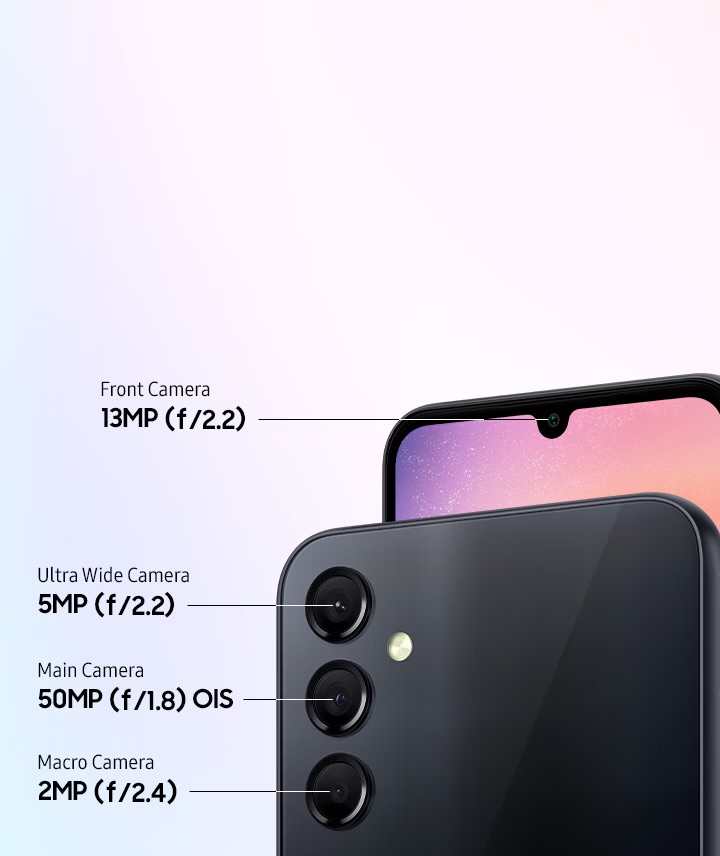 Front Camera
13MP (f/2.2)
Ultra Wide Camera
5MP (f/2.2)
Main Camera
50MP (f/1.8) OIS
Macro Camera
2MP (f/2.4)